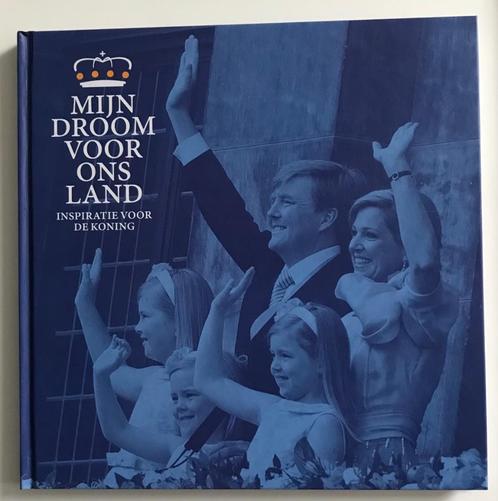 MIJN
DROOM
VOOR
ONS
LAND
INSPIRATIE VOOR
DE KONING